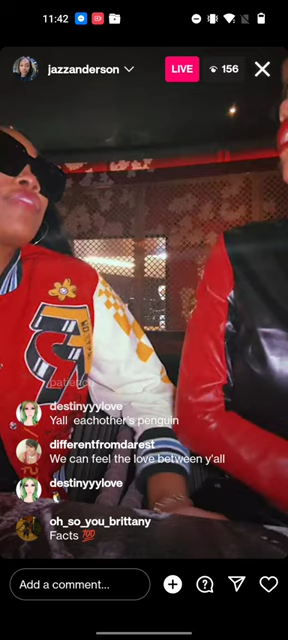 11:42
jazzanderson
LIVE
156
destinyyylove
Yall eachother's penguin
differentfromdarest
We can feel the love between y'all
destinyyylove
oh_so_you_brittany
Facts 💯
Add a comment...